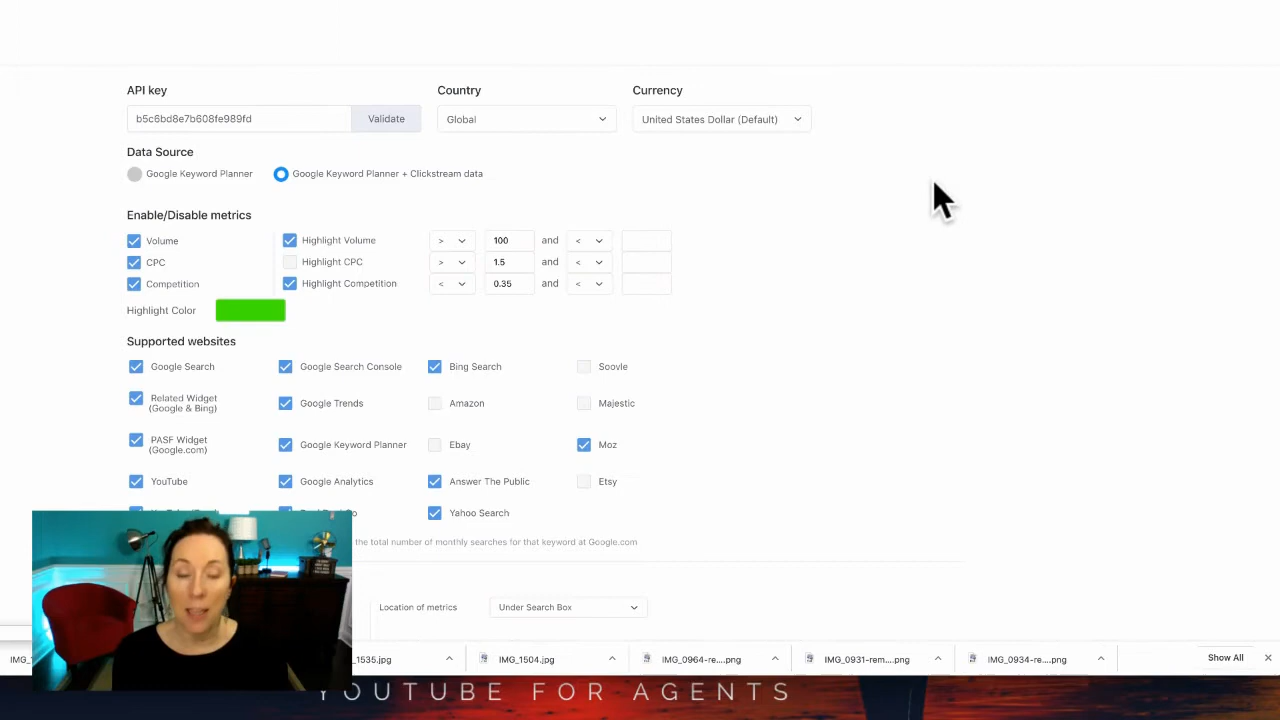 API key Country Currency
b5c6bd8e7b608fe989fd Validate Global United States Dollar (Default)
Data Source
Google Keyword Planner Google Keyword Planner + Clickstream data
Enable/Disable metrics
Volume Highlight Volume > 100 and <
CPC Highlight CPC > 1.5 and <
Competition Highlight Competition < 0.35 and <
Highlight Color
Supported websites
Google Search Google Search Console Bing Search Soovle
Related Widget (Google & Bing) Google Trends Amazon Majestic
PASF Widget (Google.com) Google Keyword Planner Ebay Moz
YouTube Google Analytics Answer The Public Etsy
Yahoo Search
the total number of monthly searches for that keyword at Google.com
Location of metrics Under Search Box
_1535.jpg IMG_1504.jpg IMG_0964-re....png IMG_0931-rem....png IMG_0934-re....png Show All
YOUTUBE FOR AGENTS